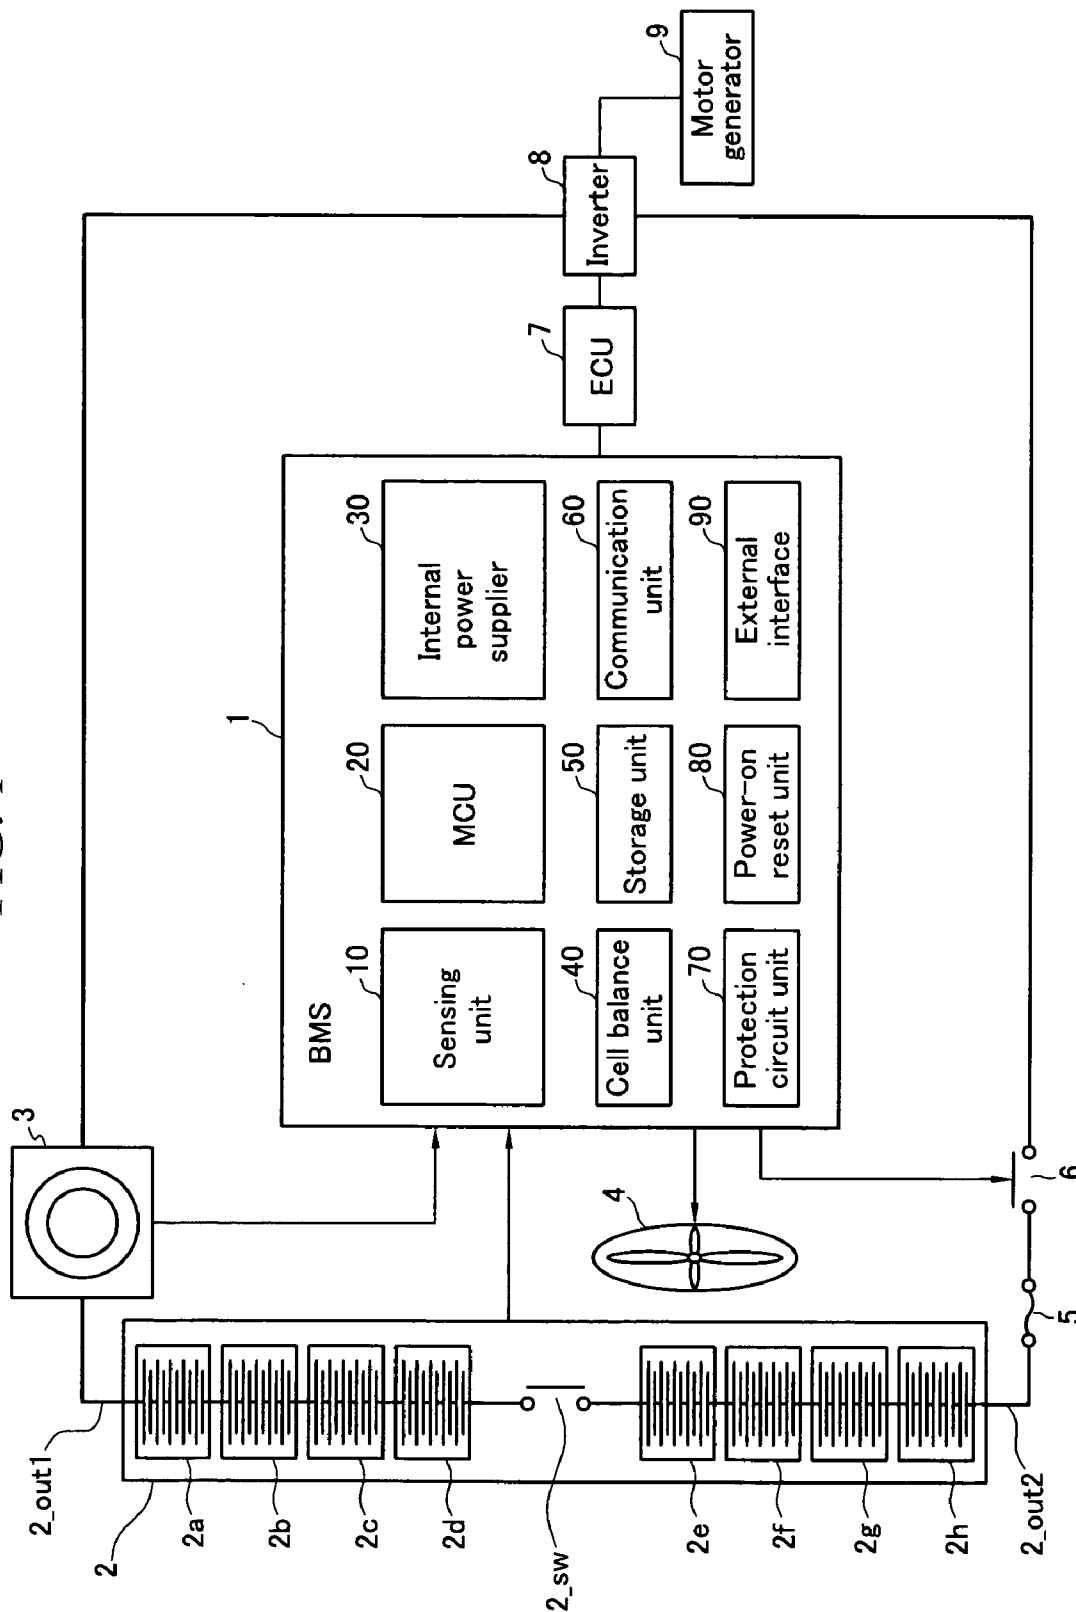 3
2_out1
2
2a
2b
2c
2d
2_sw
2e
2f
2g
2h
2_out2
4
5
6
1
BMS
10
Sensing
unit
20
MCU
30
Internal
power
supplier
40
Cell balance
unit
50
Storage unit
60
Communication
unit
70
Protection
circuit unit
80
Power-on
reset unit
90
External
interface
7
ECU
8
Inverter
9
Motor
generator